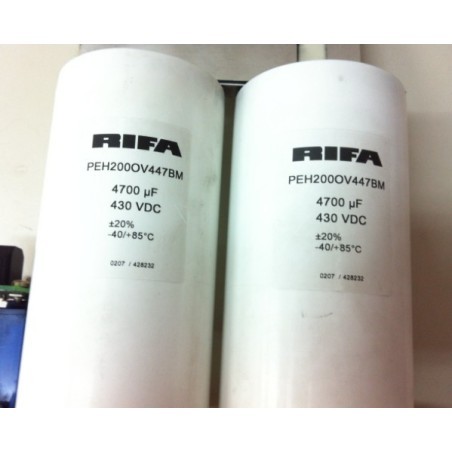 RIFA
PEH200OV447BM
4700 µF
430 VDC
±20%
-40/+85°C
0207 / 428232
RIFA
PEH200OV447BM
4700 µF
430 VDC
±20%
-40/+85°C
0207 / 428232